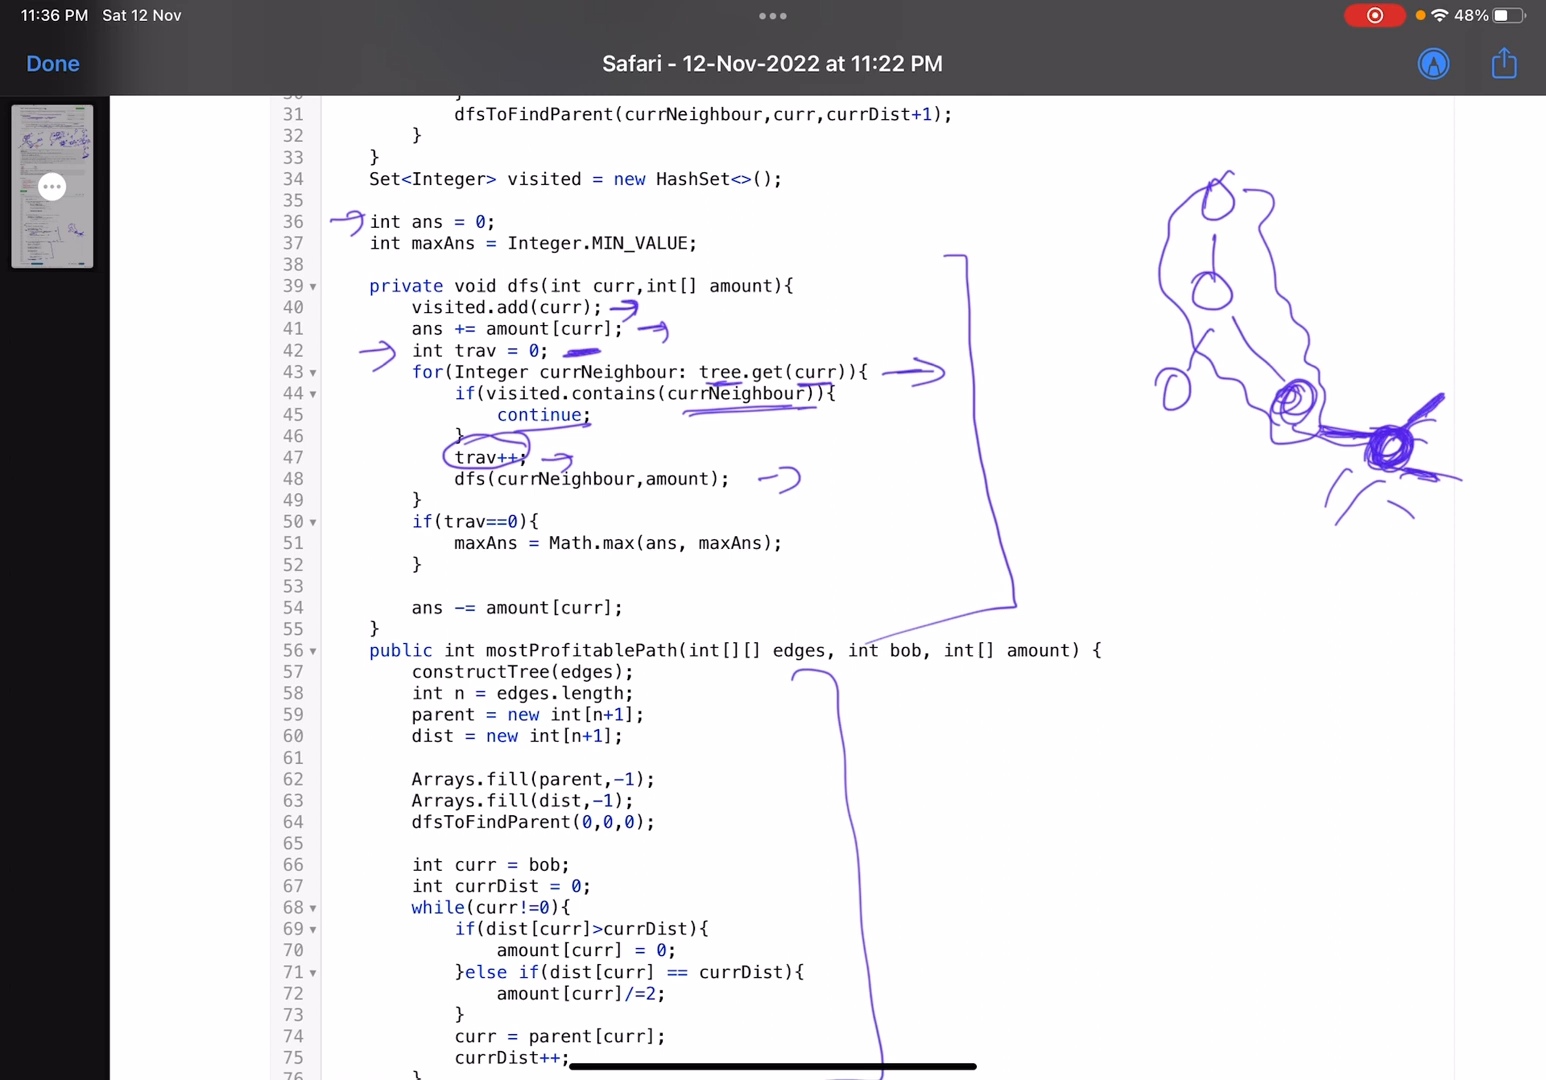 11:36 PM Sat 12 Nov
48%
Done
Safari - 12-Nov-2022 at 11:22 PM
31 dfsToFindParent(currNeighbour,curr,currDist+1);
32 }
33 }
34 Set<Integer> visited = new HashSet<>();
35
36 int ans = 0;
37 int maxAns = Integer.MIN_VALUE;
38
39 private void dfs(int curr,int[] amount){
40 visited.add(curr);
41 ans += amount[curr];
42 int trav = 0;
43 for(Integer currNeighbour: tree.get(curr)){
44 if(visited.contains(currNeighbour)){
45 continue;
46 }
47 trav++;
48 dfs(currNeighbour,amount);
49 }
50 if(trav==0){
51 maxAns = Math.max(ans, maxAns);
52 }
53
54 ans -= amount[curr];
55 }
56 public int mostProfitablePath(int[][] edges, int bob, int[] amount) {
57 constructTree(edges);
58 int n = edges.length;
59 parent = new int[n+1];
60 dist = new int[n+1];
61
62 Arrays.fill(parent,-1);
63 Arrays.fill(dist,-1);
64 dfsToFindParent(0,0,0);
65
66 int curr = bob;
67 int currDist = 0;
68 while(curr!=0){
69 if(dist[curr]>currDist){
70 amount[curr] = 0;
71 }else if(dist[curr] == currDist){
72 amount[curr]/=2;
73 }
74 curr = parent[curr];
75 currDist++;